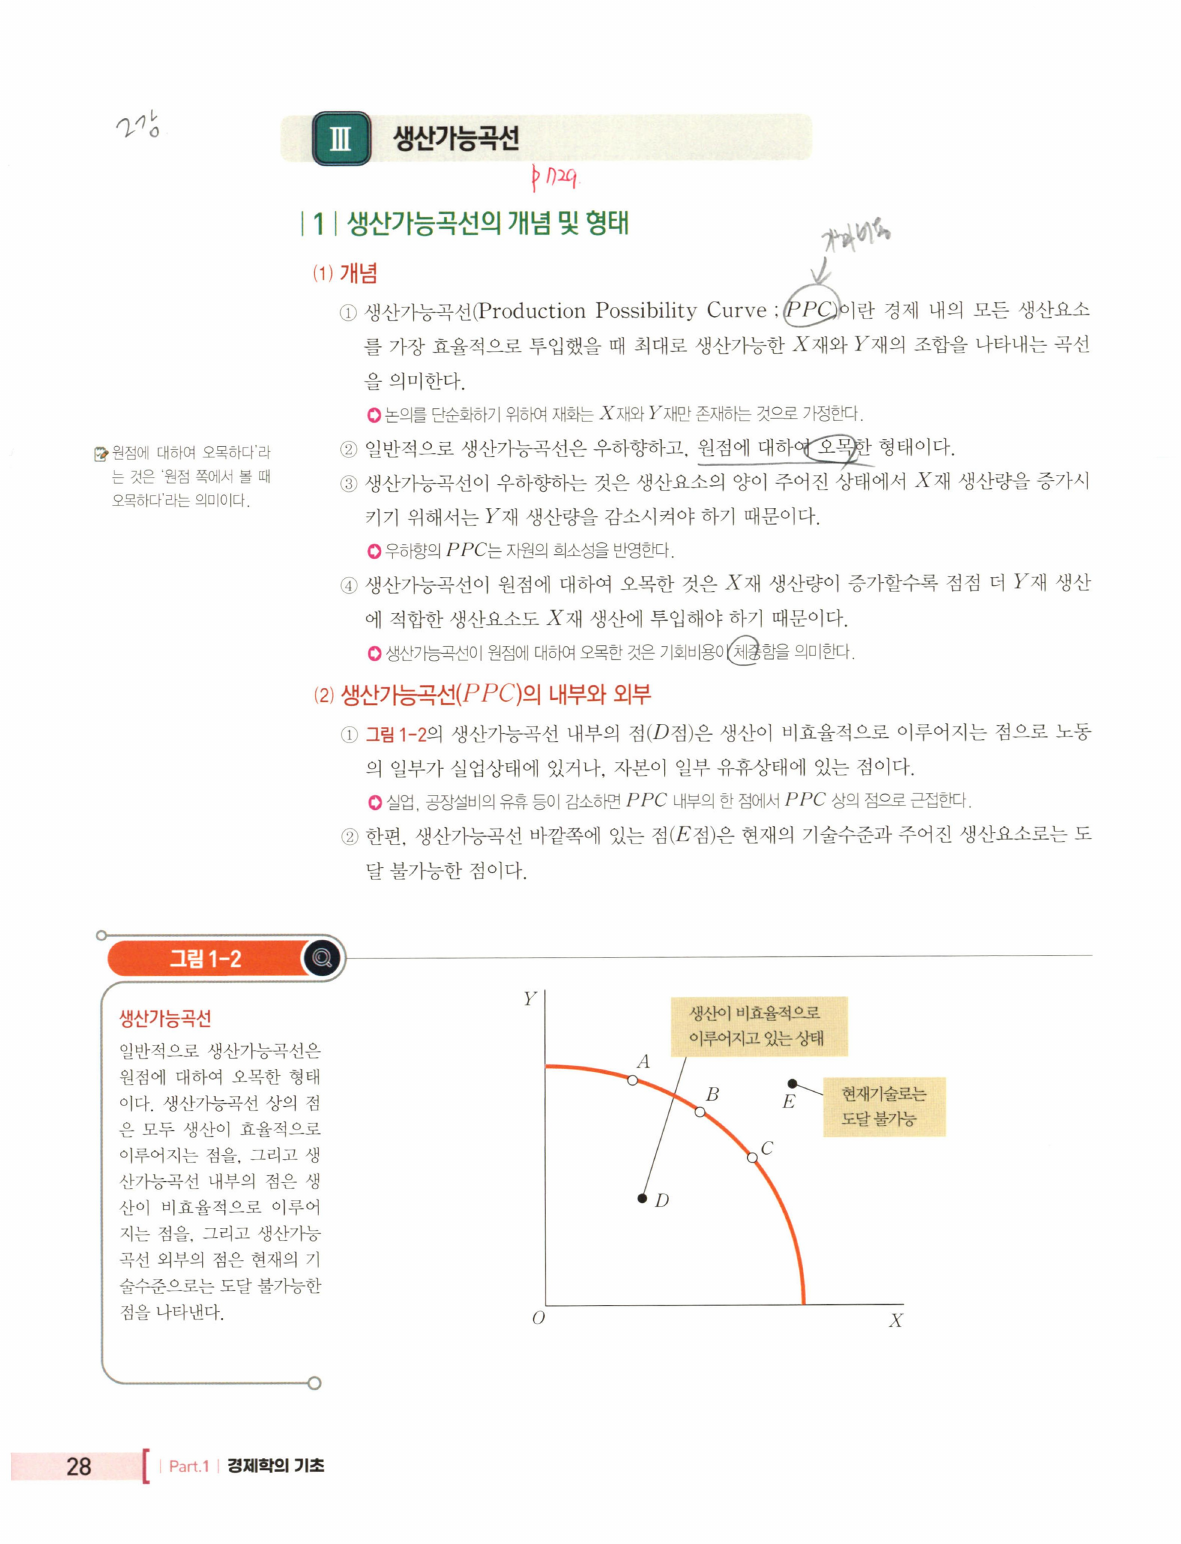 2강
Ⅲ 생산가능곡선
|1| 생산가능곡선의 개념 및 형태
(1) 개념
① 생산가능곡선(Production Possibility Curve ; PPC)이란 경제 내의 모든 생산요소
를 가장 효율적으로 투입했을 때 최대로 생산가능한 X재와 Y재의 조합을 나타내는 곡선
을 의미한다.
논의를 단순화하기 위하여 재화는 X재와 Y재만 존재하는 것으로 가정한다.
② 일반적으로 생산가능곡선은 우하향하고, 원점에 대하여 오목한 형태이다.
원점에 대하여 오목하다'라
는 것은 '원점 쪽에서 볼 때
오목하다'라는 의미이다.
③ 생산가능곡선이 우하향하는 것은 생산요소의 양이 주어진 상태에서 X재 생산량을 증가시
키기 위해서는 Y재 생산량을 감소시켜야 하기 때문이다.
우하향의 PPC는 자원의 희소성을 반영한다.
④ 생산가능곡선이 원점에 대하여 오목한 것은 X재 생산량이 증가할수록 점점 더 Y재 생산
에 적합한 생산요소도 X재 생산에 투입해야 하기 때문이다.
생산가능곡선이 원점에 대하여 오목한 것은 기회비용이 체증함을 의미한다.
(2) 생산가능곡선(PPC)의 내부와 외부
① 그림 1-2의 생산가능곡선 내부의 점(D점)은 생산이 비효율적으로 이루어지는 점으로 노동
의 일부가 실업상태에 있거나, 자본이 일부 유휴상태에 있는 점이다.
실업, 공장설비의 유휴 등이 감소하면 PPC 내부의 한 점에서 PPC 상의 점으로 근접한다.
② 한편, 생산가능곡선 바깥쪽에 있는 점(E점)은 현재의 기술수준과 주어진 생산요소로는 도
달 불가능한 점이다.
그림 1-2
생산가능곡선
일반적으로 생산가능곡선은
원점에 대하여 오목한 형태
이다. 생산가능곡선 상의 점
은 모두 생산이 효율적으로
이루어지는 점을, 그리고 생
산가능곡선 내부의 점은 생
산이 비효율적으로 이루어
지는 점을, 그리고 생산가능
곡선 외부의 점은 현재의 기
술수준으로는 도달 불가능한
점을 나타낸다.
Y
생산이 비효율적으로
이루어지고 있는 상태
A
B
C
D
E
현재기술로는
도달 불가능
O
X
28
| Part.1 | 경제학의 기초